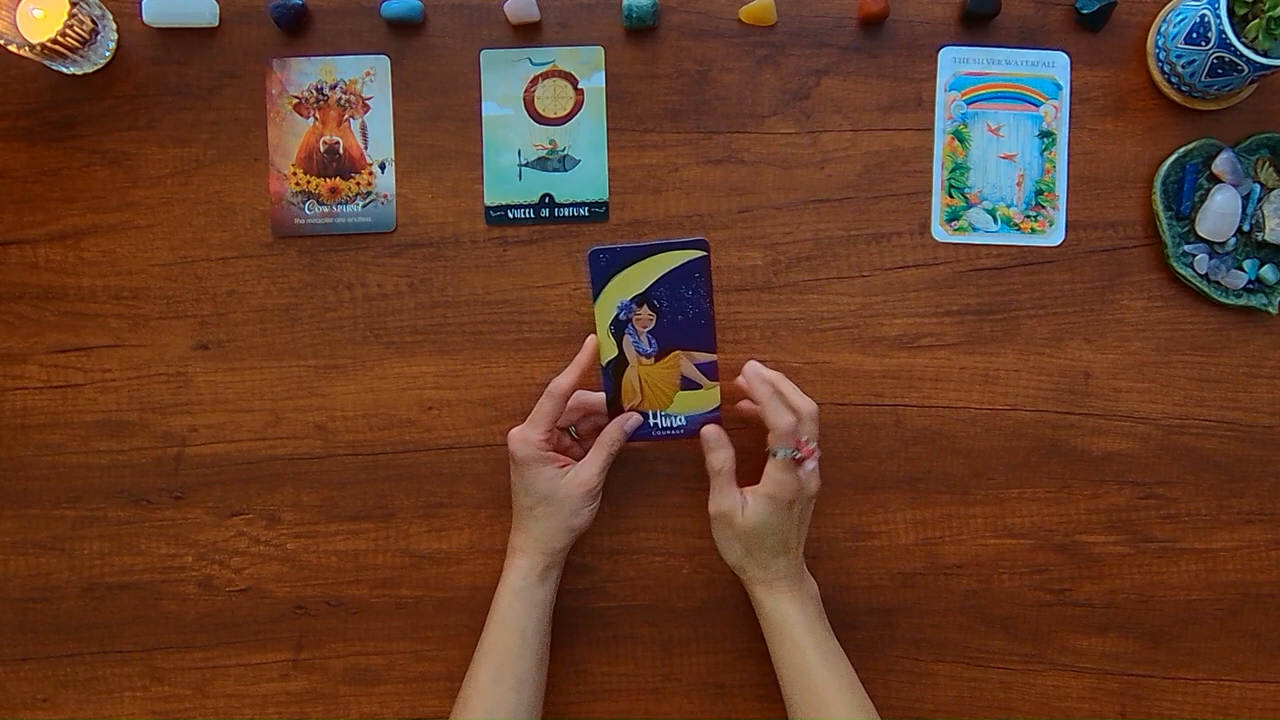 COW SPIRIT
The miracles are endless.
WHEEL OF FORTUNE
THE SILVER WATERFALL
Hina
COURAGE